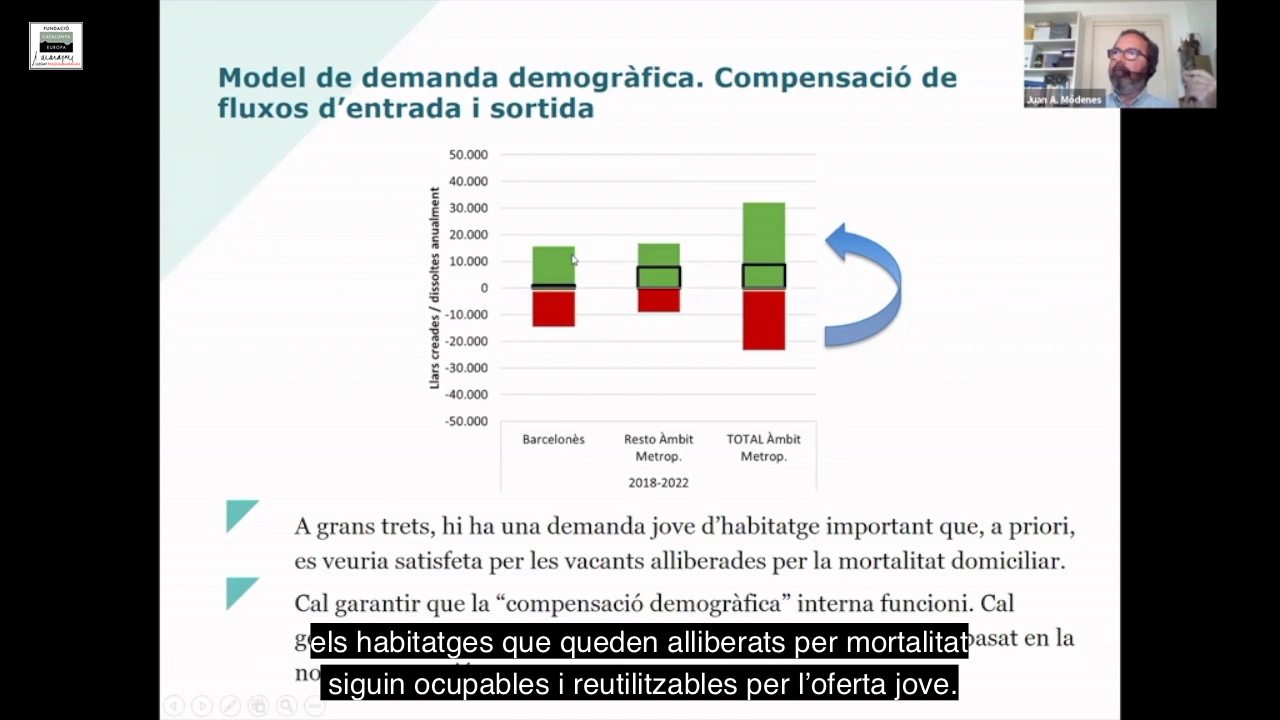 FUNDACIÓ
CATALUNYA
EUROPA
Juan A. Módenes
Model de demanda demogràfica. Compensació de
fluxos d’entrada i sortida
Llars creades / dissoltes anualment
50.000
40.000
30.000
20.000
10.000
0
-10.000
-20.000
-30.000
-40.000
-50.000
Barcelonès
Resto Àmbit
Metrop.
TOTAL Àmbit
Metrop.
2018-2022
A grans trets, hi ha una demanda jove d’habitatge important que, a priori,
es veuria satisfeta per les vacants alliberades per la mortalitat domiciliar.
Cal garantir que la “compensació demogràfica” interna funcioni. Cal
en la
els habitatges que queden alliberats per mortalitat
siguin ocupables i reutilitzables per l’oferta jove.